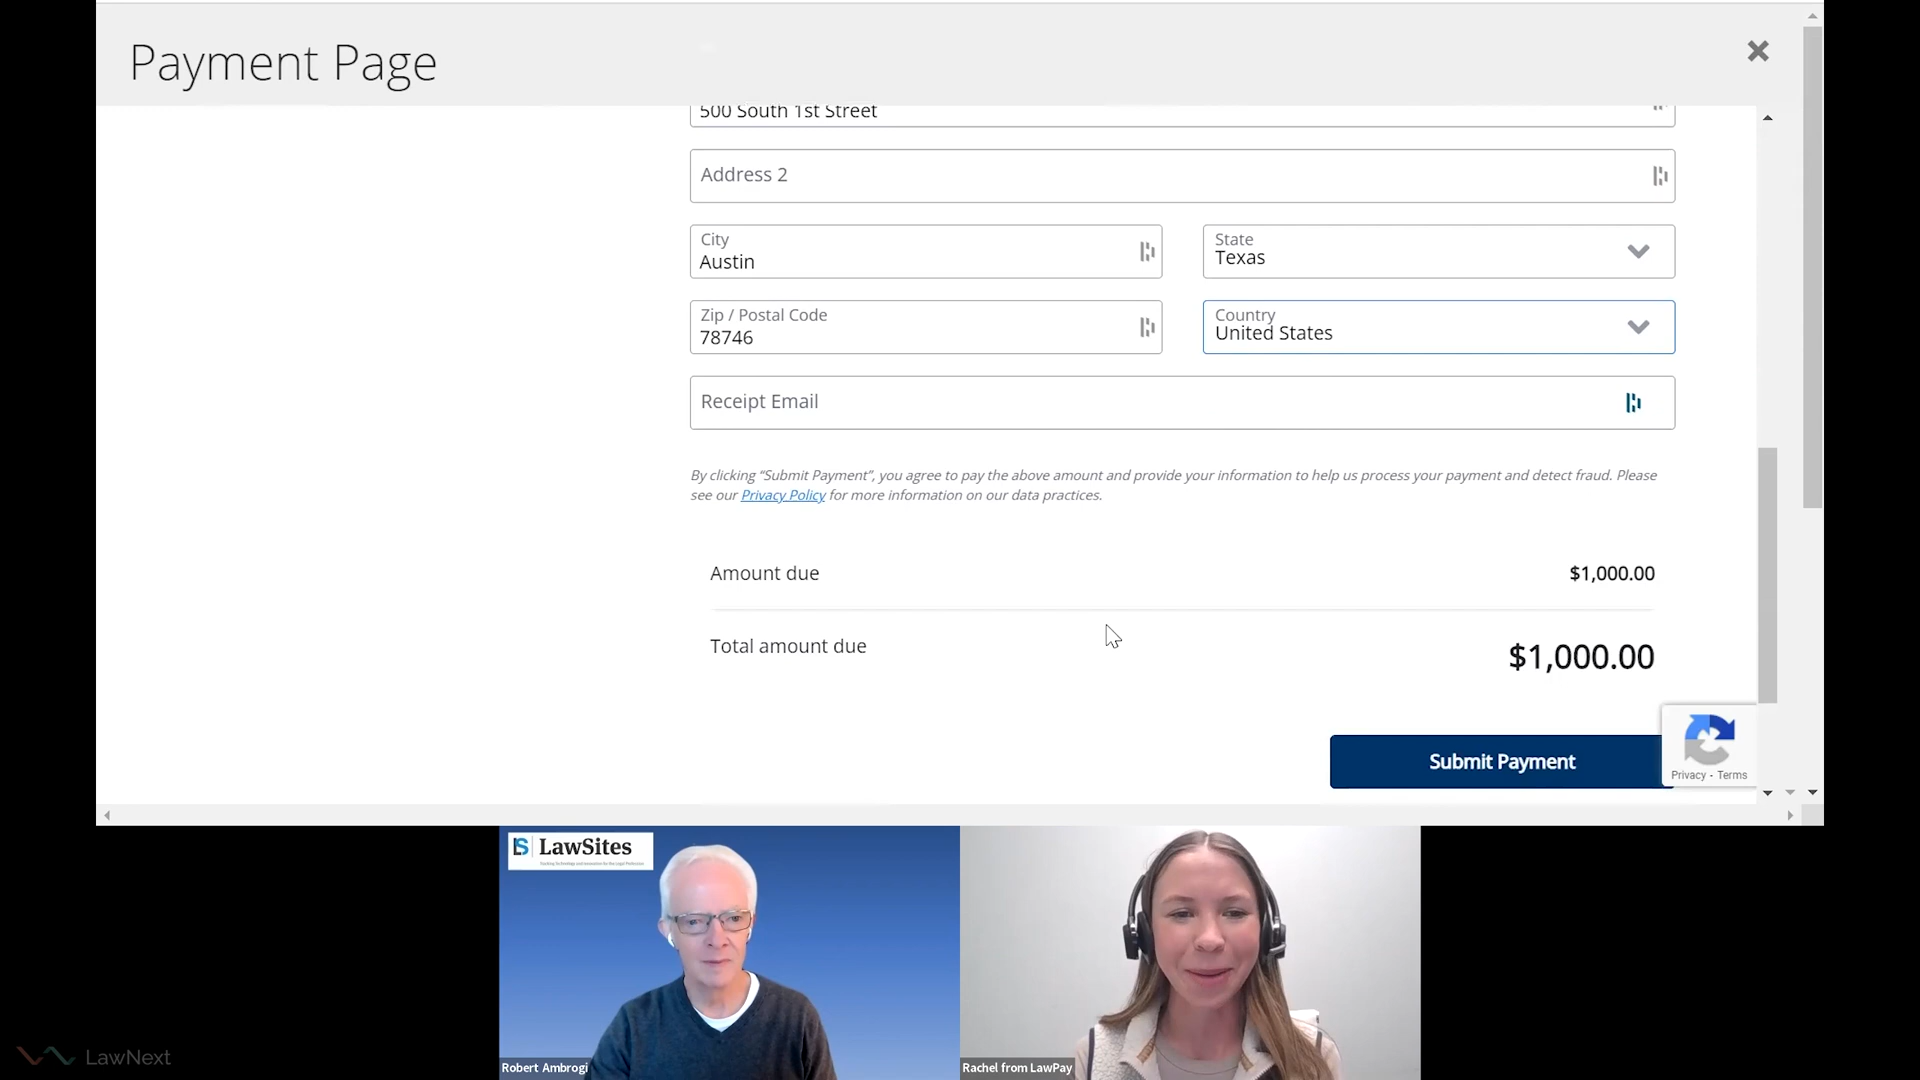 Payment Page
500 South 1st Street
Address 2
City
Austin
State
Texas
Zip / Postal Code
78746
Country
United States
Receipt Email
By clicking “Submit Payment”, you agree to pay the above amount and provide your information to help us process your payment and detect fraud. Please
see our Privacy Policy for more information on our data practices.
Amount due
$1,000.00
Total amount due
$1,000.00
Submit Payment
Privacy - Terms
LS LawSites
Robert Ambrogi
Rachel from LawPay
LawNext